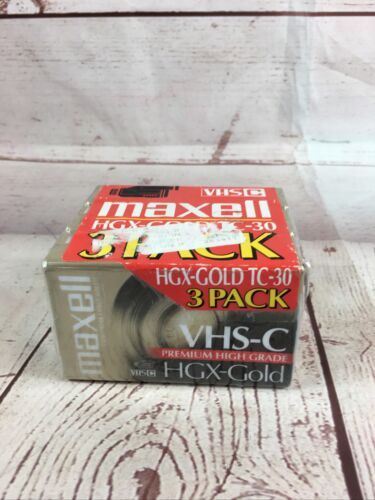 VHS C
maxell
HGX-GOLD TC-30
3 PACK
HGX-GOLD TC-30
3 PACK
maxell
VHS-C
PREMIUM HIGH GRADE
VHS C
HGX-Gold